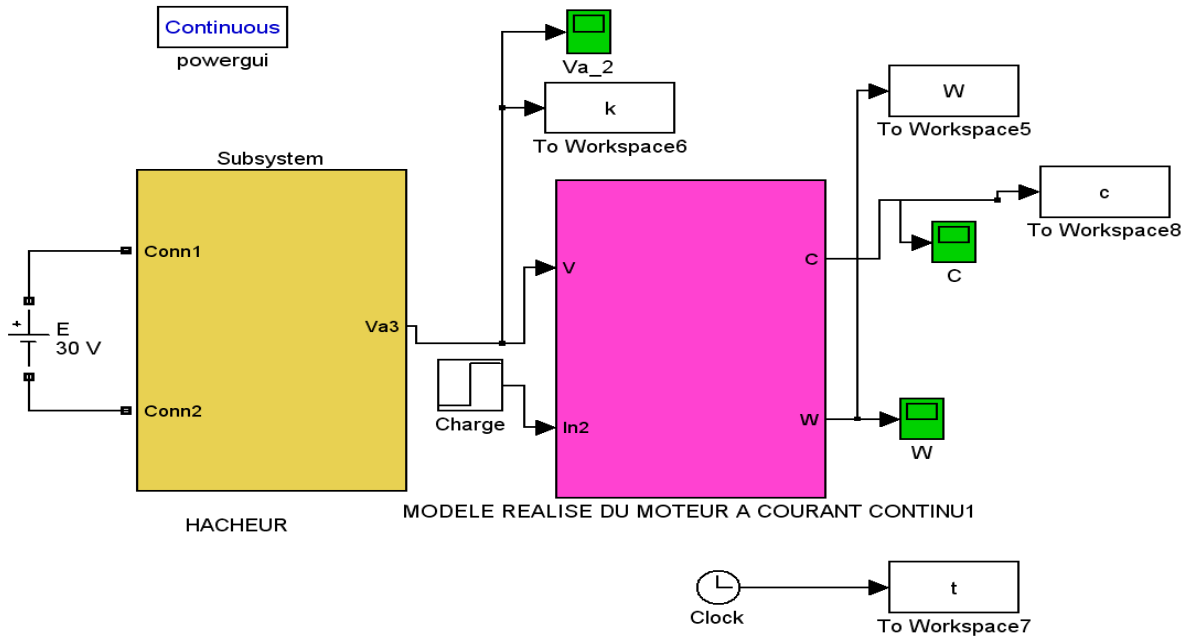 Continuous
powergui
Va_2
k
To Workspace6
W
To Workspace5
c
To Workspace8
Subsystem
Conn1
Conn2
Va3
+
E
30 V
HACHEUR
Charge
V
In2
C
W
C
W
MODELE REALISE DU MOTEUR A COURANT CONTINU1
Clock
t
To Workspace7